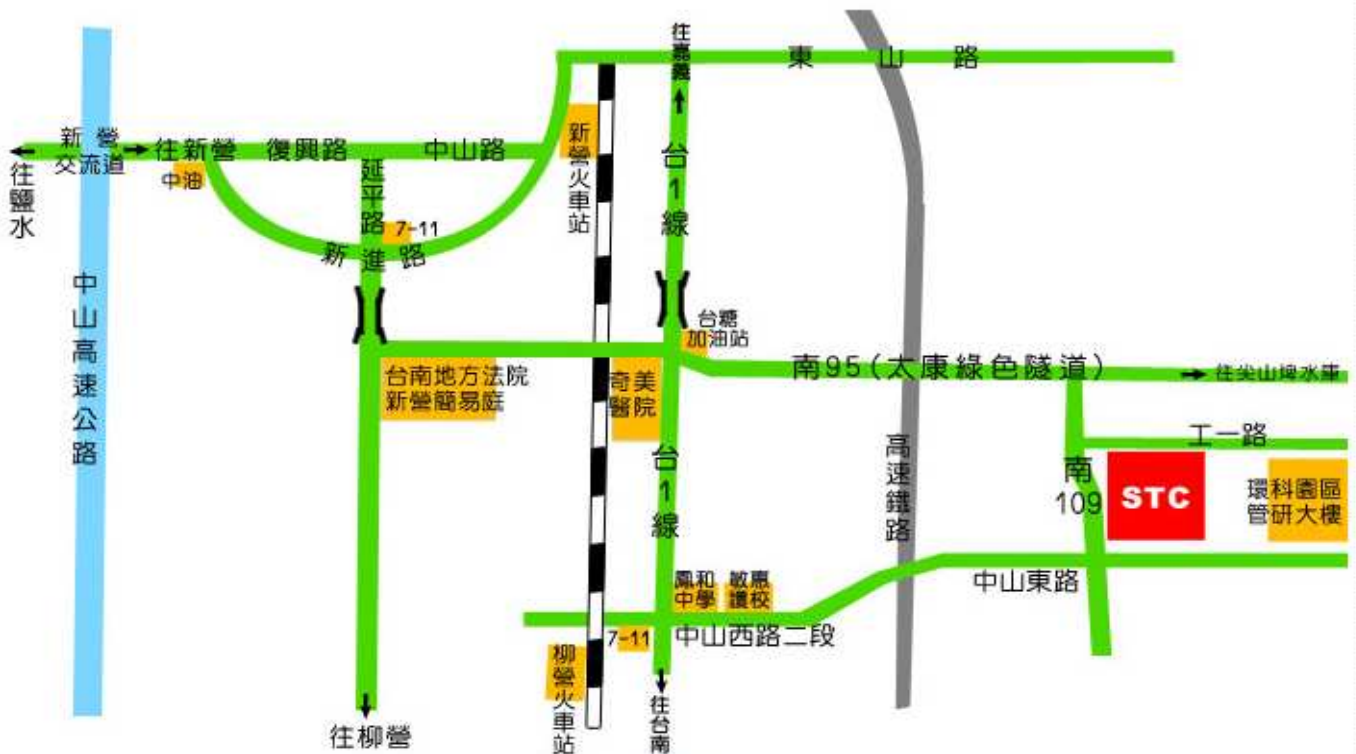 往嘉義
東山路
新營
交流道
往新營
復興路
中山路
往鹽水
中油
延平路
7-11
新進路
新營火車站
台1線
中山高速公路
台糖
加油站
台南地方法院
新營簡易庭
奇美
醫院
南95(太康綠色隧道)
往尖山埤水庫
工一路
台1線
高速鐵路
南
109
STC
環科園區
管研大樓
鳳和
中學
敏惠
護校
中山東路
7-11
中山西路二段
柳營火車站
往柳營
往台南